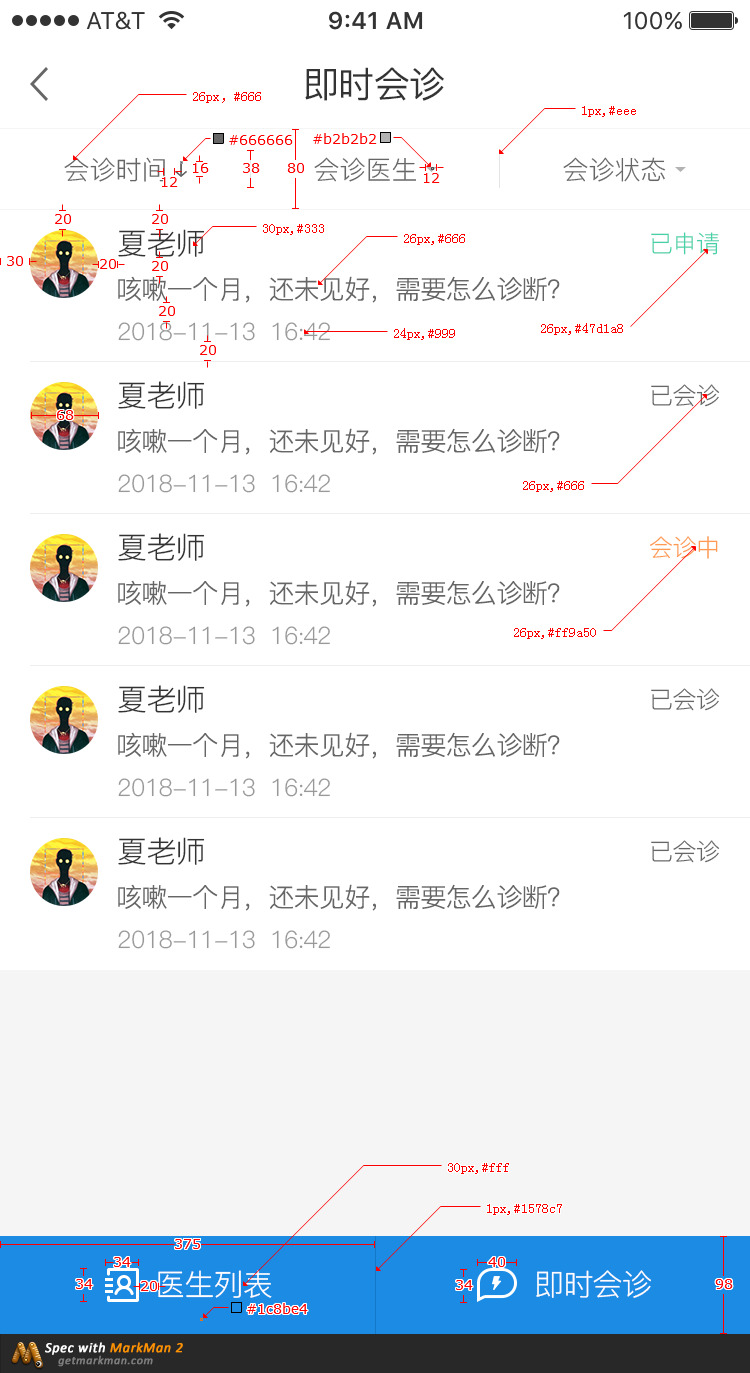 AT&T 9:41 AM 100%
即时会诊
26px, #666
1px,#eee
#666666 #b2b2b2
会诊时间 12 16 38 80 会诊医生 12 会诊状态
20 20
30 20 夏老师 30px,#333 26px,#666 已申请
20
咳嗽一个月，还未见好，需要怎么诊断？
20
2018-11-13 16:42 24px,#999 26px,#47d1a8
20
夏老师 已会诊
68
咳嗽一个月，还未见好，需要怎么诊断？
2018-11-13 16:42 26px,#666
夏老师 会诊中
咳嗽一个月，还未见好，需要怎么诊断？
2018-11-13 16:42 26px,#ff9a50
夏老师 已会诊
咳嗽一个月，还未见好，需要怎么诊断？
2018-11-13 16:42
夏老师 已会诊
咳嗽一个月，还未见好，需要怎么诊断？
2018-11-13 16:42
30px,#fff
1px,#1578c7
375
34 40
34 20 医生列表 34 即时会诊 98
#1c8be4
Spec with MarkMan 2
getmarkman.com